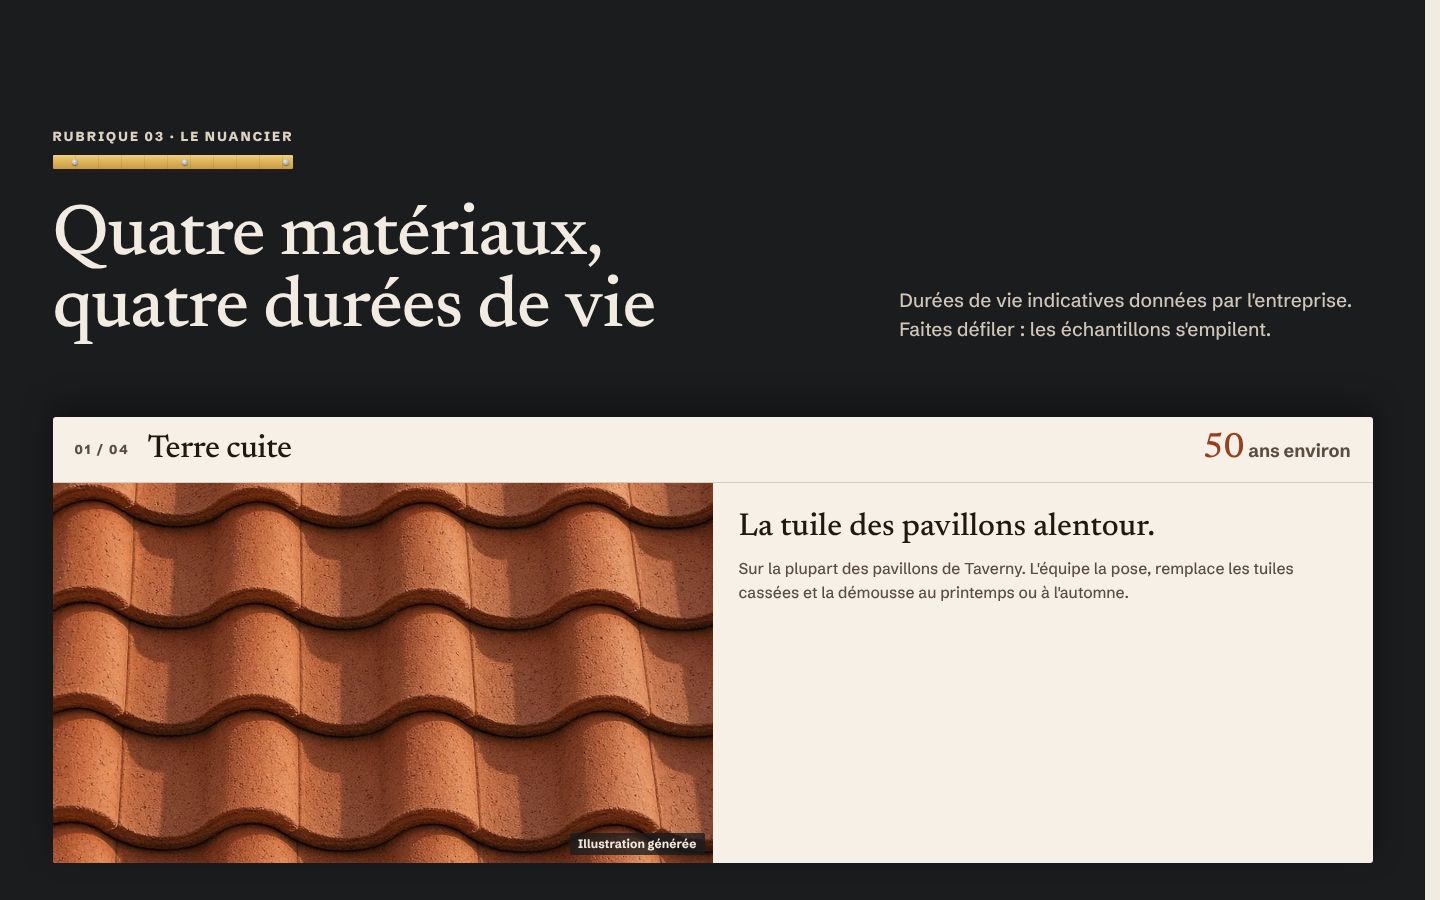 RUBRIQUE 03 · LE NUANCIER
Quatre matériaux,
quatre durées de vie
Durées de vie indicatives données par l'entreprise.
Faites défiler : les échantillons s'empilent.
01 / 04 Terre cuite
50 ans environ
La tuile des pavillons alentour.
Sur la plupart des pavillons de Taverny. L'équipe la pose, remplace les tuiles
cassées et la démousse au printemps ou à l'automne.
Illustration générée